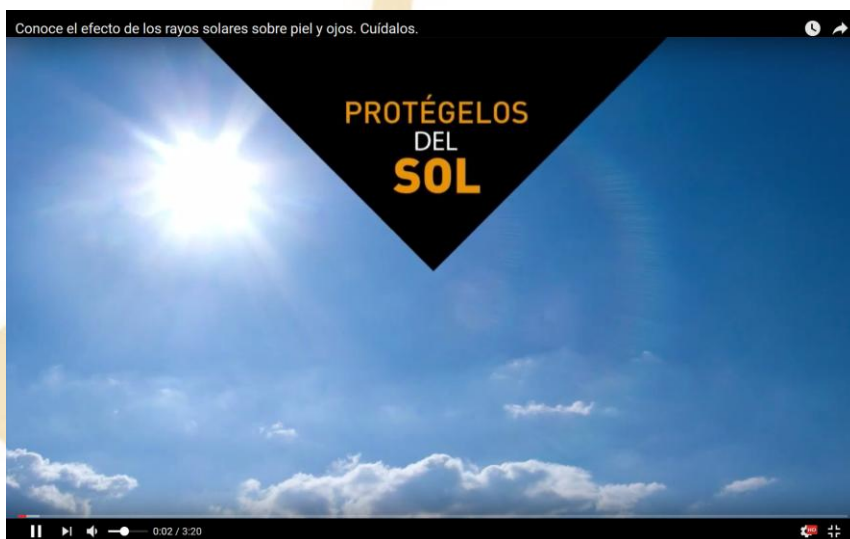 Conoce el efecto de los rayos solares sobre piel y ojos. Cuídalos.
PROTÉGELOS
DEL
SOL
0:02 / 3:20